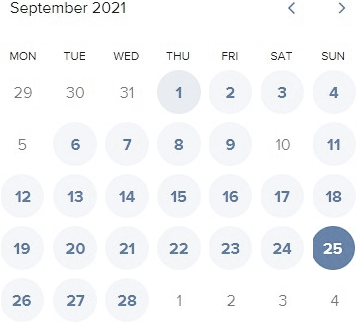 September 2021
MON TUE WED THU FRI SAT SUN
29 30 31 1 2 3 4
5 6 7 8 9 10 11
12 13 14 15 16 17 18
19 20 21 22 23 24 25
26 27 28 1 2 3 4